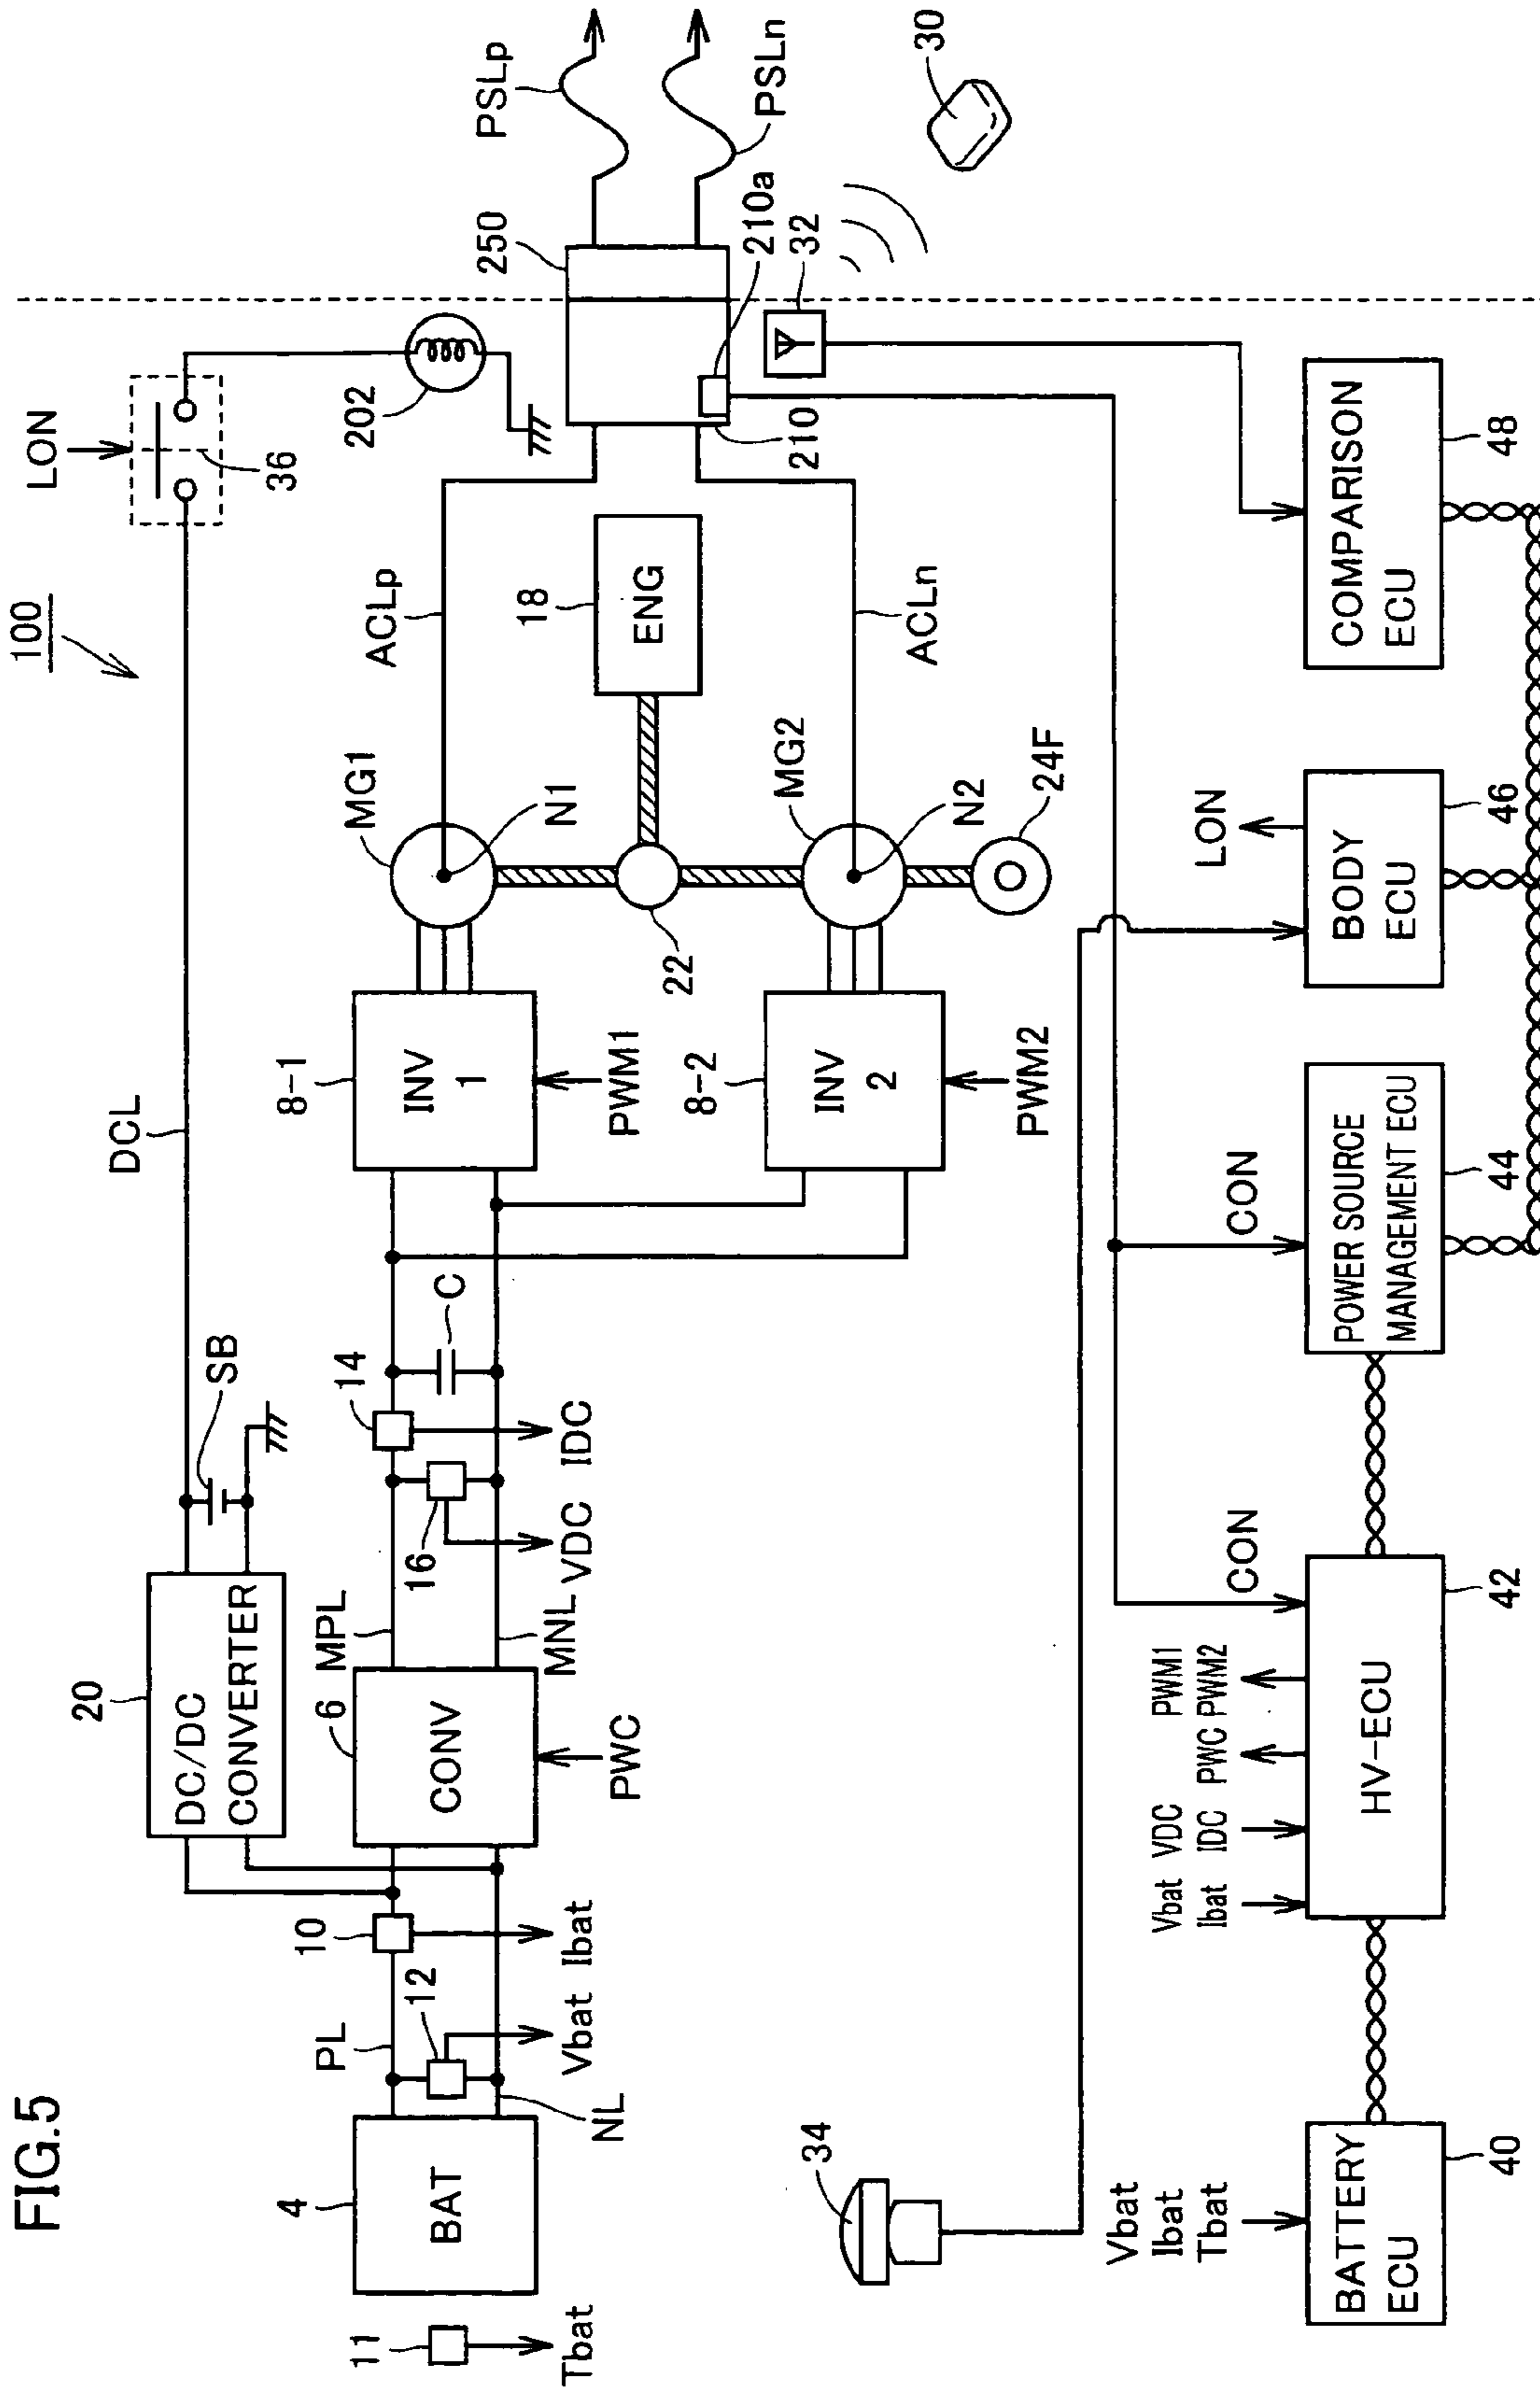 FIG.5
100
LON
36
DCL
SB
20
DC/DC
CONVERTER
202
250
PSLp
PSLn
210a
210
32
30
ACLp
ACLn
18
ENG
MG1
N1
22
MG2
N2
24F
8-1
INV
1
PWM1
8-2
INV
2
PWM2
C
14
IDC
16
VDC
MPL
MNL
6
CONV
PWC
10
Ibat
12
Vbat
PL
NL
4
BAT
11
Tbat
34
Vbat
Ibat
Tbat
BATTERY
ECU
40
Vbat VDC PWM1
Ibat IDC PWC PWM2
CON
HV-ECU
42
CON
POWER SOURCE
MANAGEMENT ECU
44
LON
BODY
ECU
46
COMPARISON
ECU
48